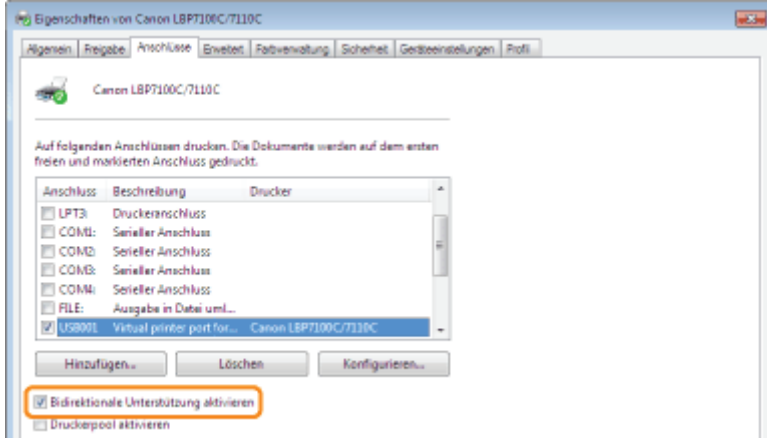 Eigenschaften von Canon LBP7100C/7110C
Allgemein Freigabe Anschlüsse Erweitert Farbverwaltung Sicherheit Geräteeinstellungen Profil
Canon LBP7100C/7110C
Auf folgenden Anschlüssen drucken. Die Dokumente werden auf dem ersten
freien und markierten Anschluss gedruckt.
Anschluss Beschreibung Drucker
LPT3: Druckeranschluss
COM1: Serieller Anschluss
COM2: Serieller Anschluss
COM3: Serieller Anschluss
COM4: Serieller Anschluss
FILE: Ausgabe in Datei uml...
USB001 Virtual printer port for... Canon LBP7100C/7110C
Hinzufügen... Löschen Konfigurieren...
Bidirektionale Unterstützung aktivieren
Druckerpool aktivieren